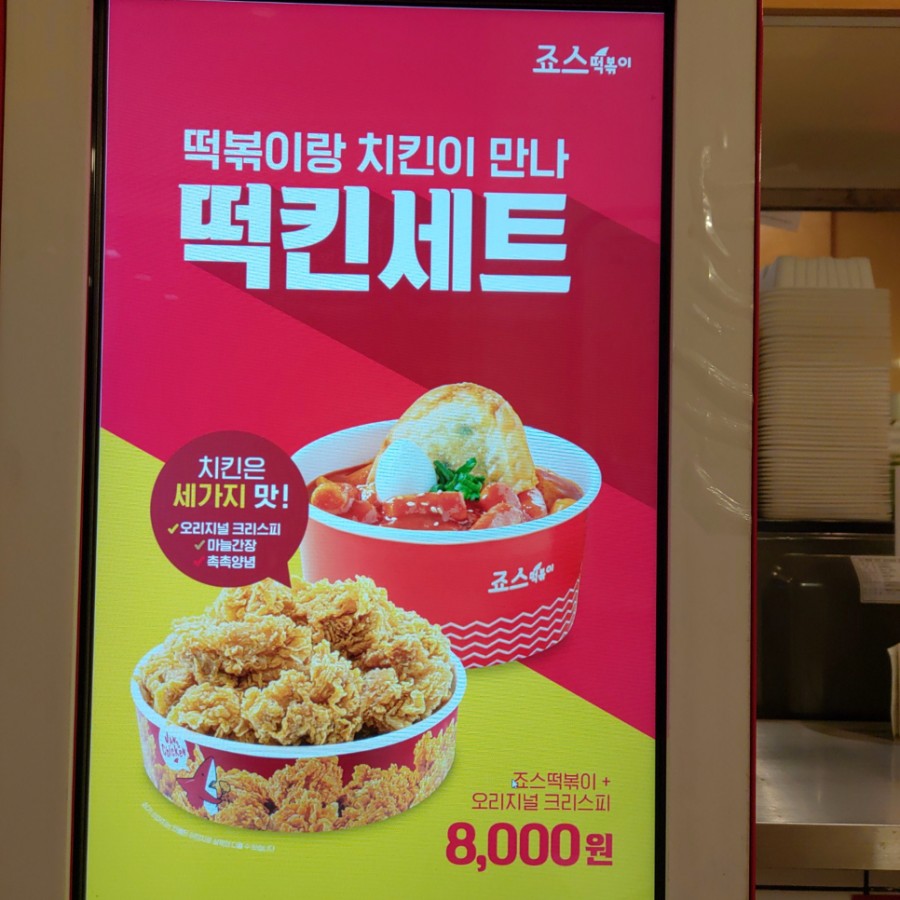 죠스떡볶이
떡볶이랑 치킨이 만나
떡킨세트
치킨은
세가지 맛!
오리지널 크리스피
마늘간장
촉촉양념
죠스떡볶이
죠스떡볶이 +
오리지널 크리스피
8,000원